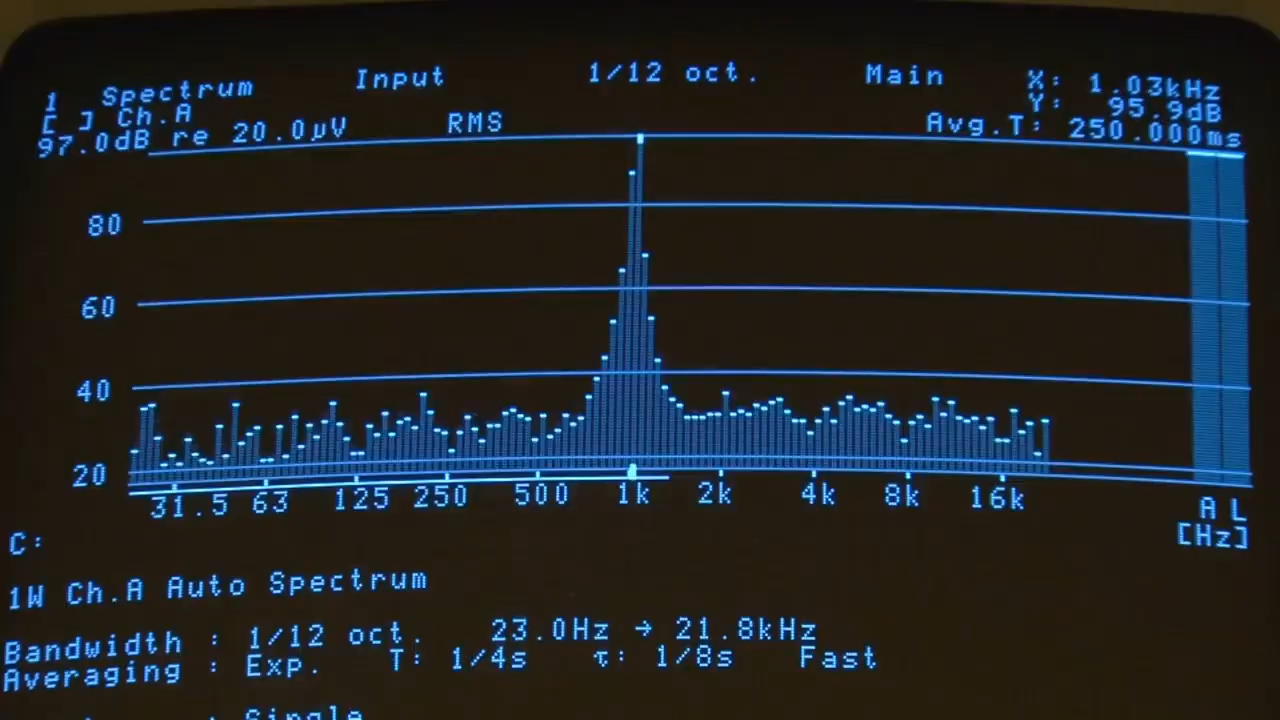 1 Spectrum Input 1/12 oct. Main X: 1.03kHz
[ ] Ch.A Y: 95.9dB
97.0dB re 20.0µV RMS Avg.T: 250.000ms
80
60
40
20
31.5 63 125 250 500 1k 2k 4k 8k 16k A L
[Hz]
C:
1W Ch.A Auto Spectrum
Bandwidth : 1/12 oct. 23.0Hz → 21.8kHz
Averaging : Exp. T: 1/4s τ: 1/8s Fast
: Single